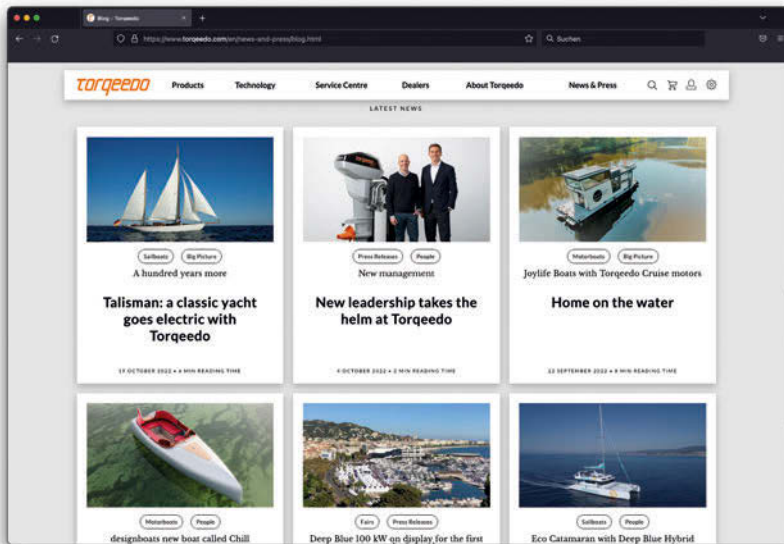 Blog – Torqeedo
https://www.torqeedo.com/en/news-and-press/blog.html
Suchen
TORQEEDO
Products
Technology
Service Centre
Dealers
About Torqeedo
News & Press
LATEST NEWS
Sailboats
Big Picture
A hundred years more
Talisman: a classic yacht
goes electric with
Torqeedo
19 OCTOBER 2022 • 6 MIN READING TIME
Press Releases
People
New management
New leadership takes the
helm at Torqeedo
4 OCTOBER 2022 • 2 MIN READING TIME
Motorboats
Big Picture
Joylife Boats with Torqeedo Cruise motors
Home on the water
22 SEPTEMBER 2022 • 8 MIN READING TIME
Motorboats
People
designboats new boat called Chill
Fairs
Press Releases
Deep Blue 100 kW on display for the first
Sailboats
People
Eco Catamaran with Deep Blue Hybrid